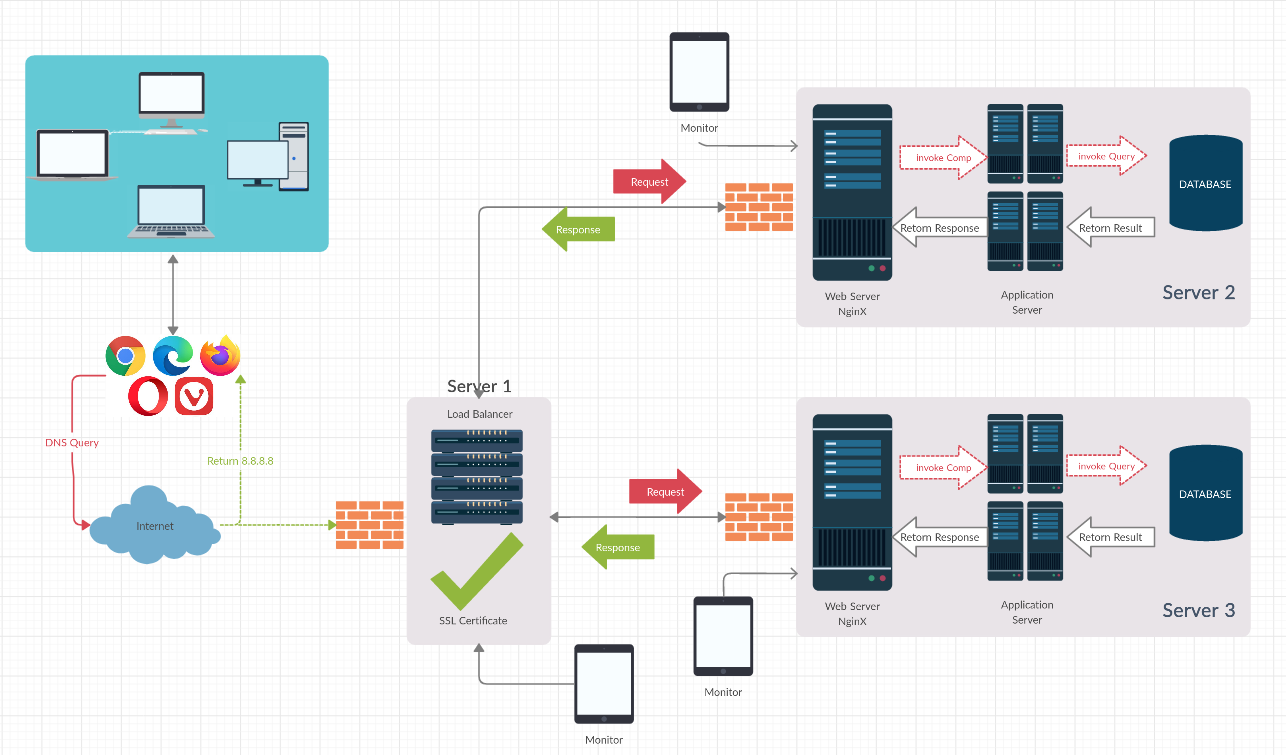 Monitor
Request
Response
invoke Comp
invoke Query
DATABASE
Retorn Response
Retorn Result
Web Server
NginX
Application
Server
Server 2
DNS Query
Return 8.8.8.8
Internet
Server 1
Load Balancer
SSL Certificate
Request
Response
invoke Comp
invoke Query
DATABASE
Retorn Response
Retorn Result
Web Server
NginX
Application
Server
Server 3
Monitor
Monitor